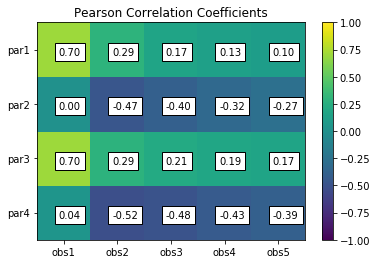 Pearson Correlation Coefficients
par1 0.70 0.29 0.17 0.13 0.10
par2 0.00 -0.47 -0.40 -0.32 -0.27
par3 0.70 0.29 0.21 0.19 0.17
par4 0.04 -0.52 -0.48 -0.43 -0.39
obs1 obs2 obs3 obs4 obs5
1.00
0.75
0.50
0.25
0.00
−0.25
−0.50
−0.75
−1.00